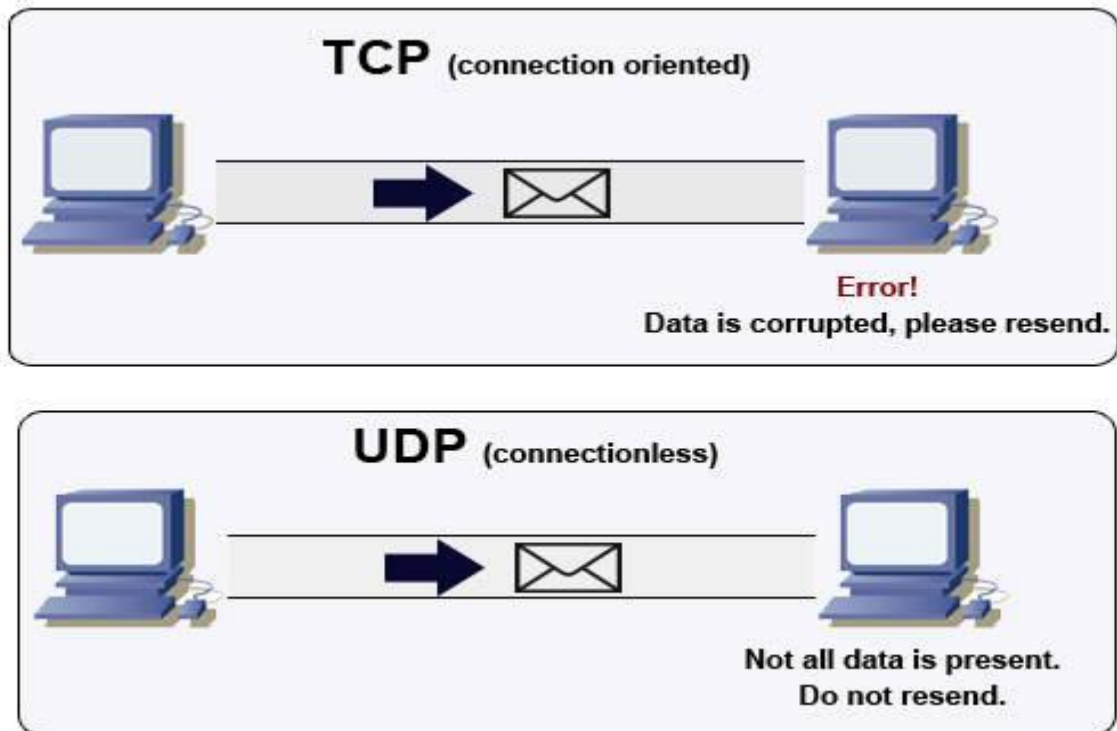 TCP (connection oriented)
Error!
Data is corrupted, please resend.
UDP (connectionless)
Not all data is present.
Do not resend.